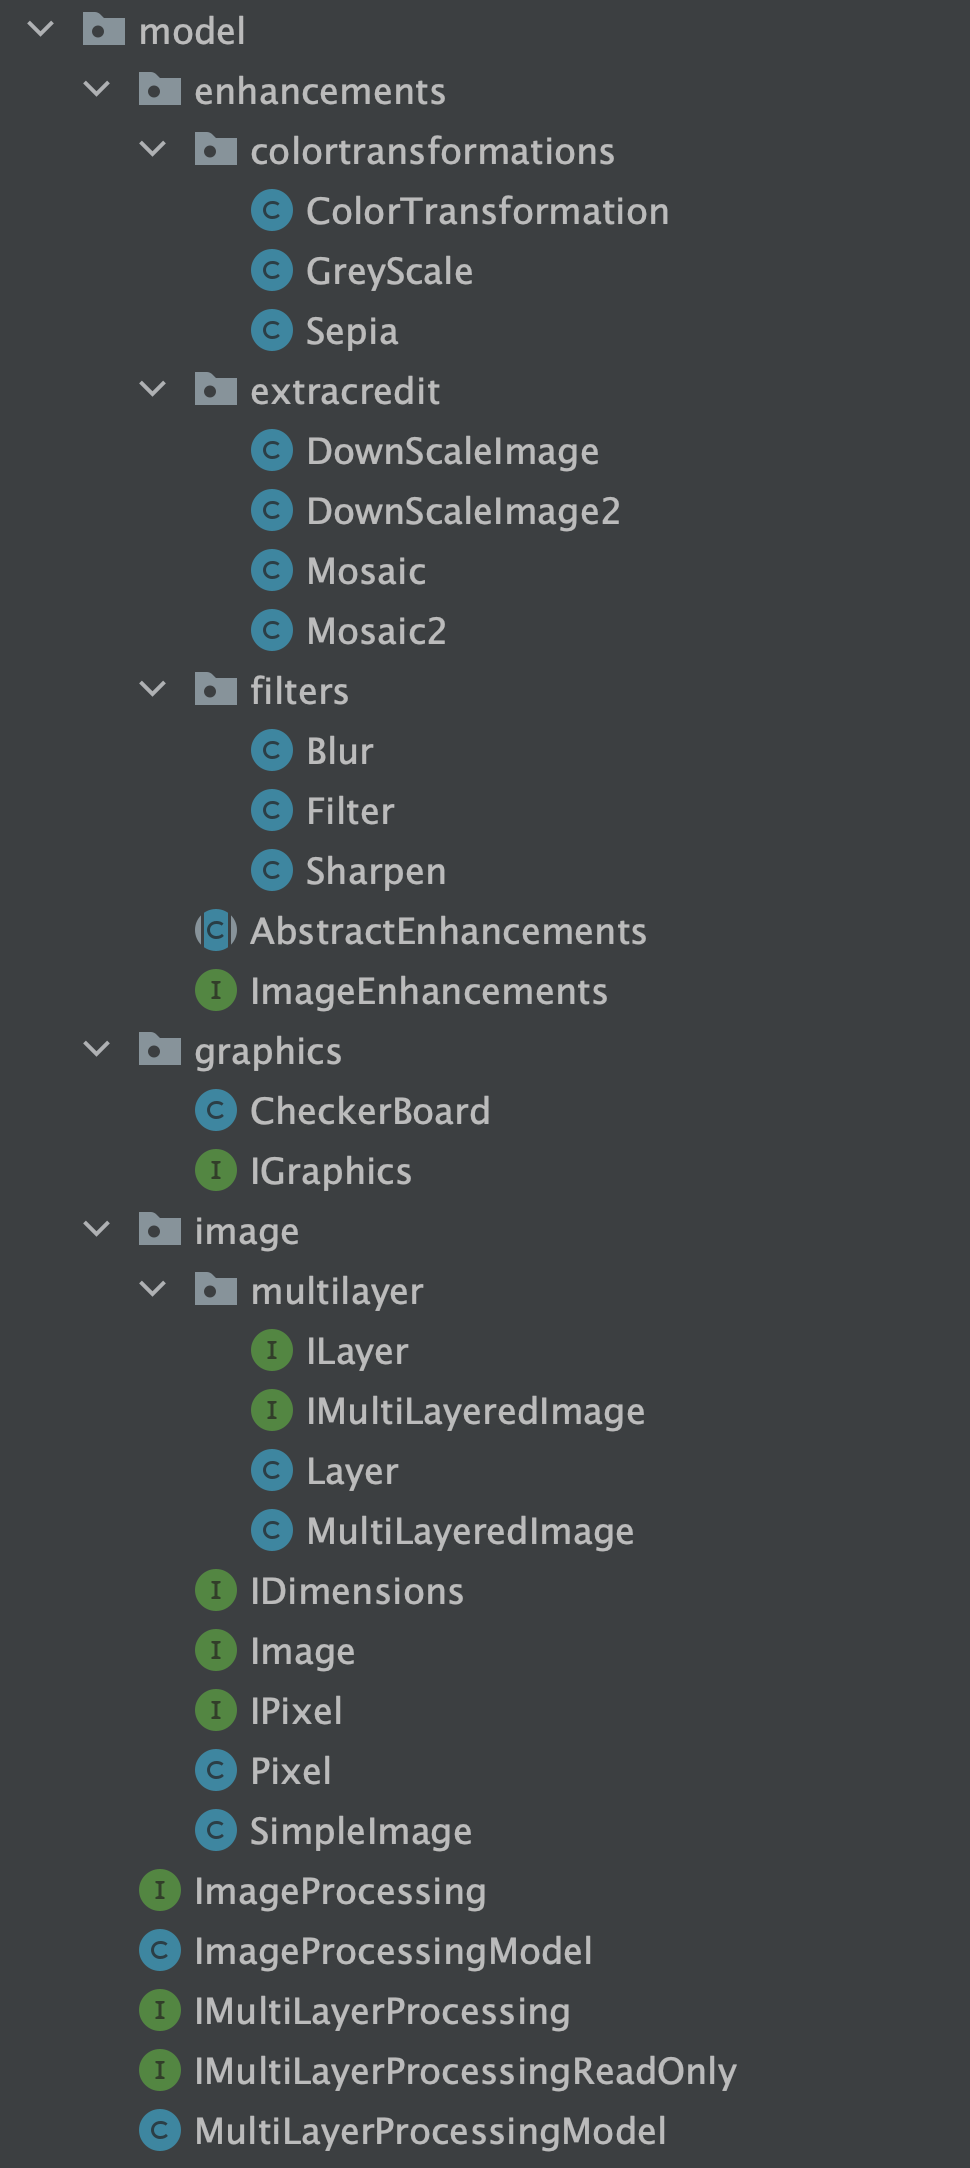 model
enhancements
colortransformations
C ColorTransformation
C GreyScale
C Sepia
extracredit
C DownScaleImage
C DownScaleImage2
C Mosaic
C Mosaic2
filters
C Blur
C Filter
C Sharpen
C AbstractEnhancements
I ImageEnhancements
graphics
C CheckerBoard
I IGraphics
image
multilayer
I ILayer
I IMultiLayeredImage
C Layer
C MultiLayeredImage
I IDimensions
I Image
I IPixel
C Pixel
C SimpleImage
I ImageProcessing
C ImageProcessingModel
I IMultiLayerProcessing
I IMultiLayerProcessingReadOnly
C MultiLayerProcessingModel